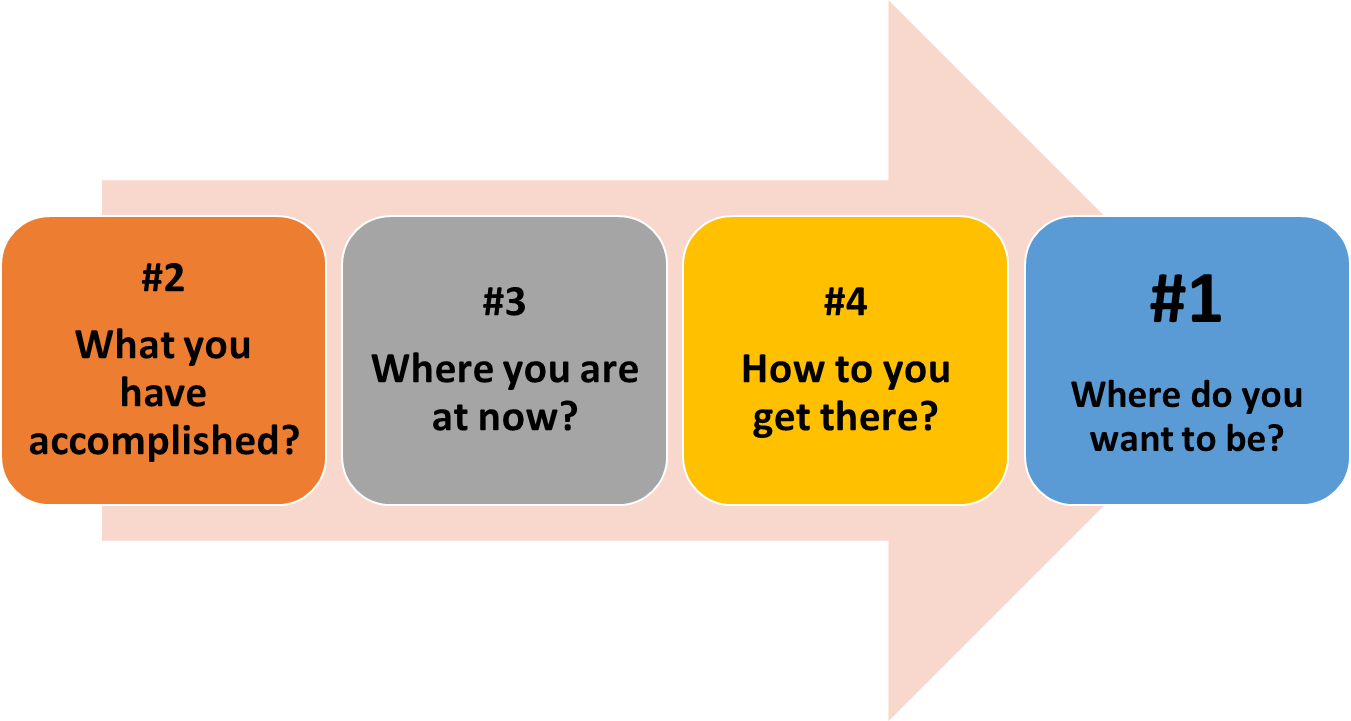 #2
What you
have
accomplished?
#3
Where you are
at now?
#4
How to you
get there?
#1
Where do you
want to be?